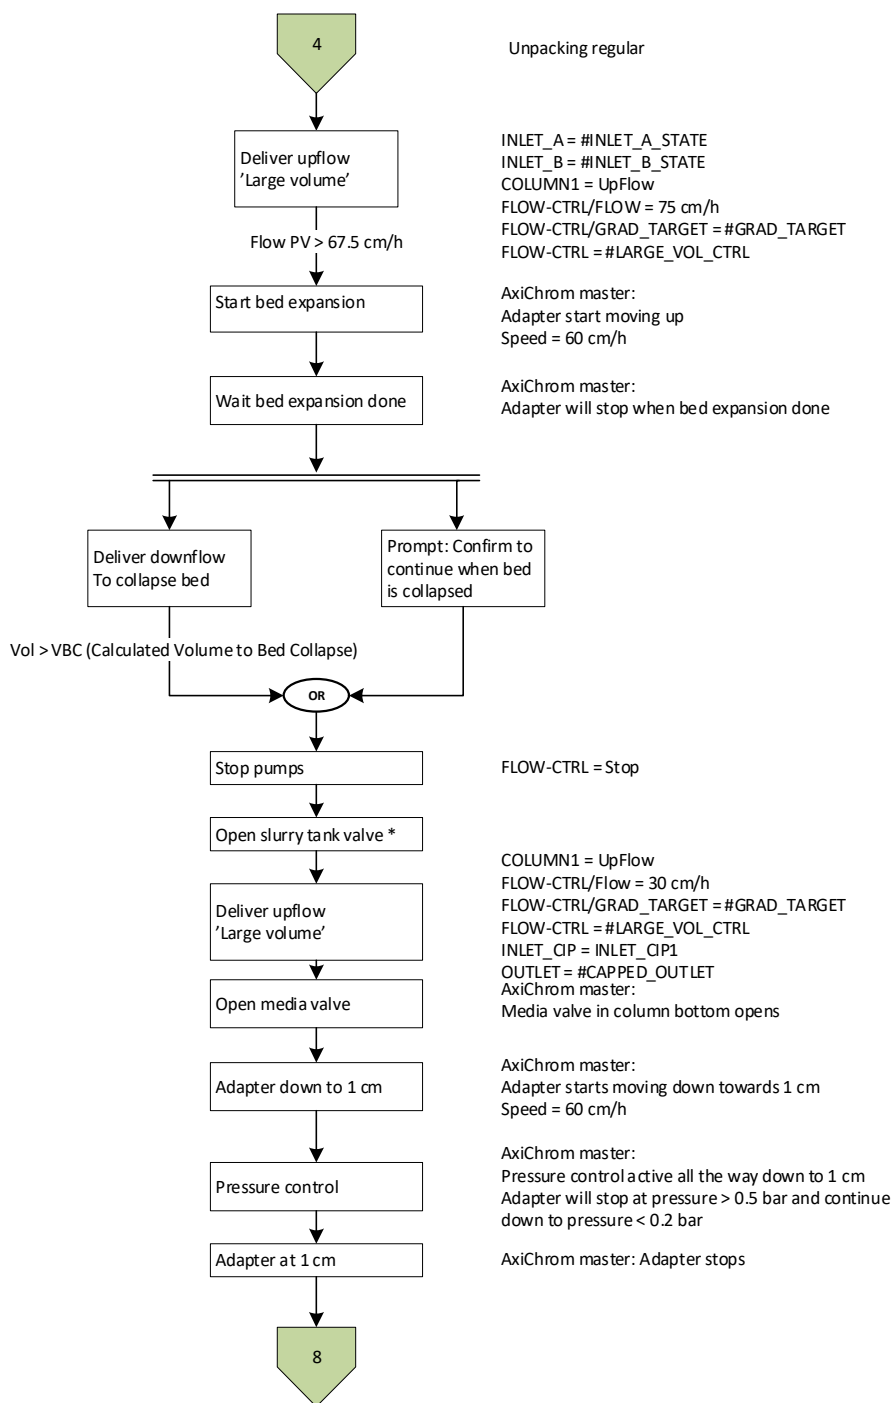 4
Unpacking regular
Deliver upflow
’Large volume’
INLET_A = #INLET_A_STATE
INLET_B = #INLET_B_STATE
COLUMN1 = UpFlow
FLOW-CTRL/FLOW = 75 cm/h
FLOW-CTRL/GRAD_TARGET = #GRAD_TARGET
FLOW-CTRL = #LARGE_VOL_CTRL
Flow PV > 67.5 cm/h
Start bed expansion
AxiChrom master:
Adapter start moving up
Speed = 60 cm/h
Wait bed expansion done
AxiChrom master:
Adapter will stop when bed expansion done
Deliver downflow
To collapse bed
Prompt: Confirm to
continue when bed
is collapsed
Vol > VBC (Calculated Volume to Bed Collapse)
OR
Stop pumps
FLOW-CTRL = Stop
Open slurry tank valve *
Deliver upflow
’Large volume’
COLUMN1 = UpFlow
FLOW-CTRL/Flow = 30 cm/h
FLOW-CTRL/GRAD_TARGET = #GRAD_TARGET
FLOW-CTRL = #LARGE_VOL_CTRL
INLET_CIP = INLET_CIP1
OUTLET = #CAPPED_OUTLET
Open media valve
AxiChrom master:
Media valve in column bottom opens
Adapter down to 1 cm
AxiChrom master:
Adapter starts moving down towards 1 cm
Speed = 60 cm/h
Pressure control
AxiChrom master:
Pressure control active all the way down to 1 cm
Adapter will stop at pressure > 0.5 bar and continue
down to pressure < 0.2 bar
Adapter at 1 cm
AxiChrom master: Adapter stops
8